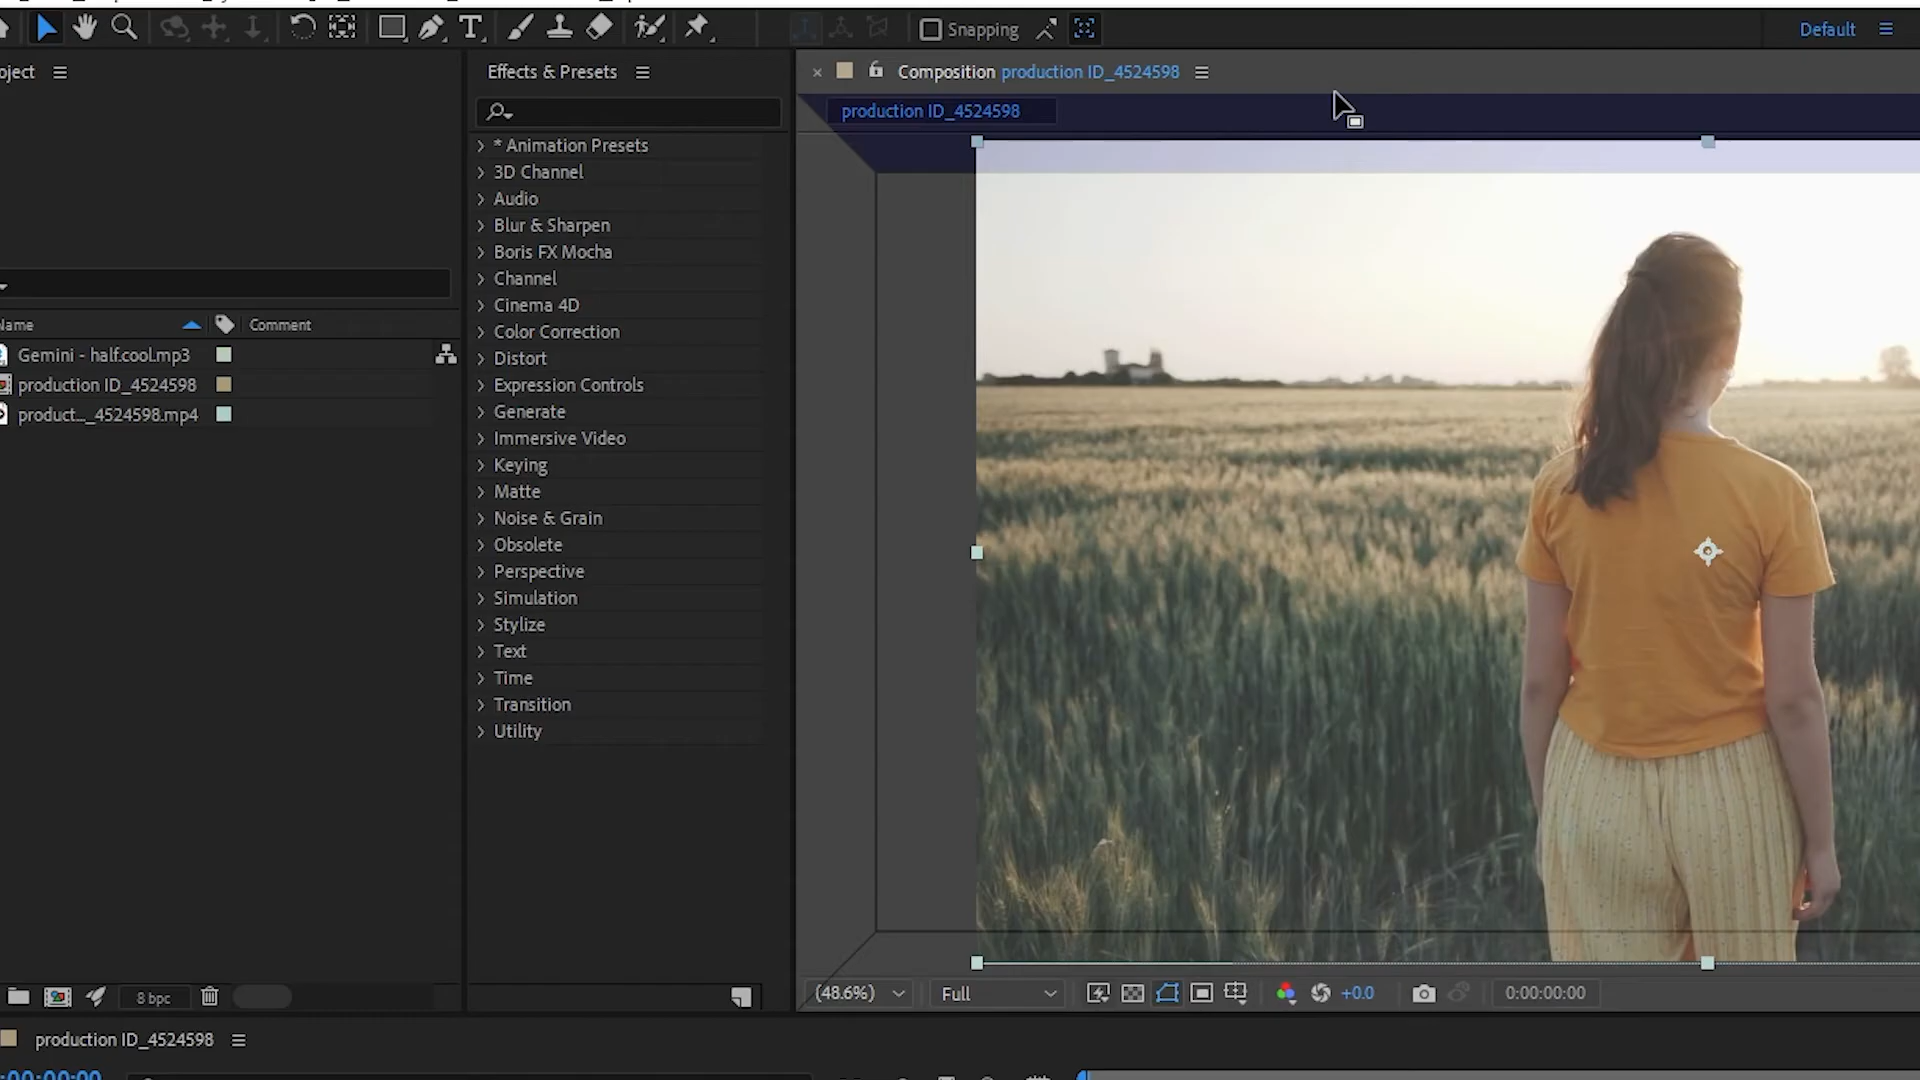 Snapping
Default
oject
Effects & Presets
Composition production ID_4524598
production ID_4524598
* Animation Presets
3D Channel
Audio
Blur & Sharpen
Boris FX Mocha
Channel
Cinema 4D
Color Correction
Distort
Expression Controls
Generate
Immersive Video
Keying
Matte
Noise & Grain
Obsolete
Perspective
Simulation
Stylize
Text
Time
Transition
Utility
Name
Comment
Gemini - half.cool.mp3
production ID_4524598
product..._4524598.mp4
8 bpc
(48.6%)
Full
+0.0
0:00:00:00
production ID_4524598